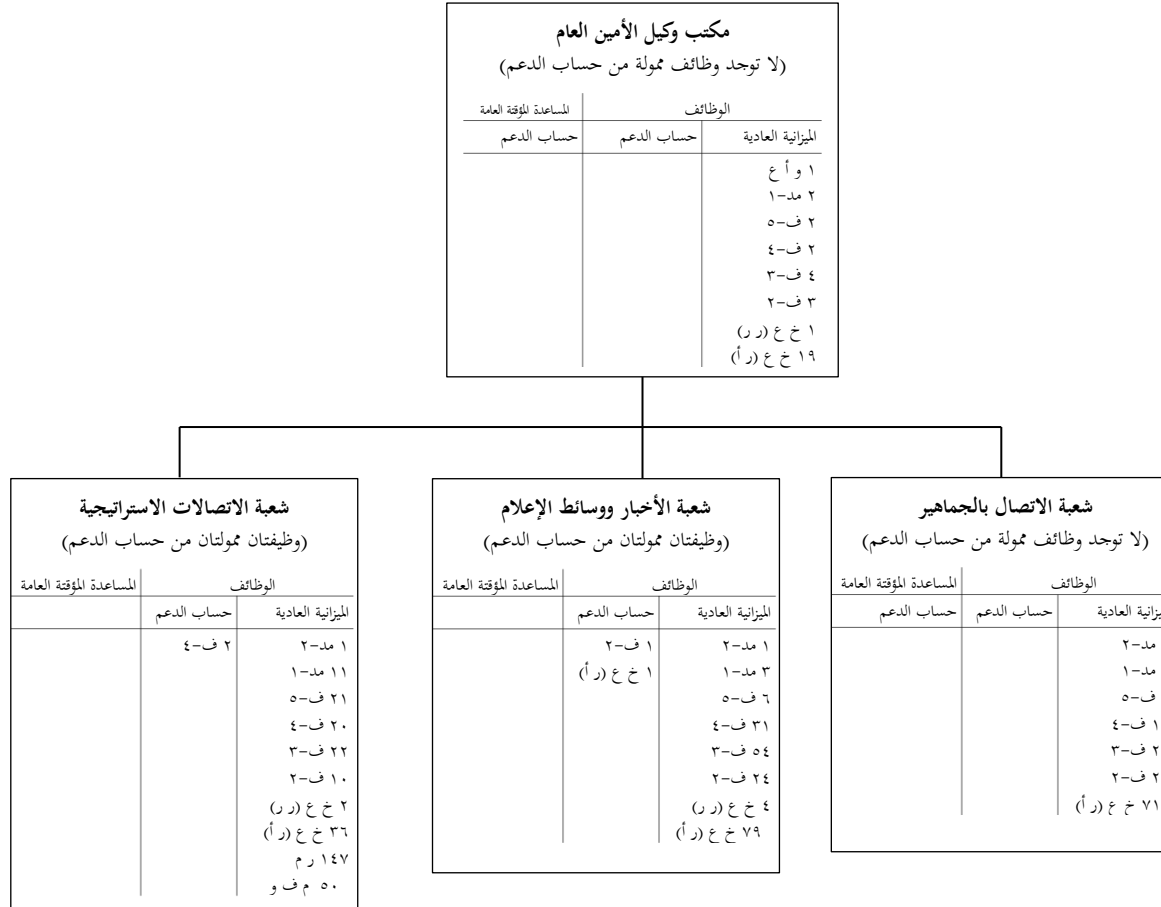 مكتب وكيل الأمين العام
(لا توجد وظائف ممولة من حساب الدعم)
الوظائف المساعدة المؤقتة العامة
الميزانية العادية حساب الدعم حساب الدعم
١ و أ ع
٢ مد-١
٢ ف-٥
٢ ف-٤
٤ ف-٣
٣ ف-٢
١ خ ع (ر ر)
١٩ خ ع (ر أ)
شعبة الاتصال بالجماهير
(لا توجد وظائف ممولة من حساب الدعم)
الوظائف المساعدة المؤقتة العامة
العادية حساب الدعم حساب الدعم
مد-٢
مد-١
ف-٥
١ ف-٤
٢ ف-٣
٢ ف-٢
٧١ خ ع (ر أ)
شعبة الأخبار ووسائط الإعلام
(وظيفتان ممولتان من حساب الدعم)
الوظائف المساعدة المؤقتة العامة
الميزانية العادية حساب الدعم
١ مد-٢ ١ ف-٢
٣ مد-١ ١ خ ع (ر أ)
٦ ف-٥
٣١ ف-٤
٥٤ ف-٣
٢٤ ف-٢
٤ خ ع (ر ر)
٧٩ خ ع (ر أ)
شعبة الاتصالات الاستراتيجية
(وظيفتان ممولتان من حساب الدعم)
الوظائف المساعدة المؤقتة العامة
الميزانية العادية حساب الدعم
١ مد-٢ ٢ ف-٤
١١ مد-١
٢١ ف-٥
٢٠ ف-٤
٢٢ ف-٣
١٠ ف-٢
٢ خ ع (ر ر)
٣٦ خ ع (ر أ)
١٤٧ ر م
٥٠ م ف و